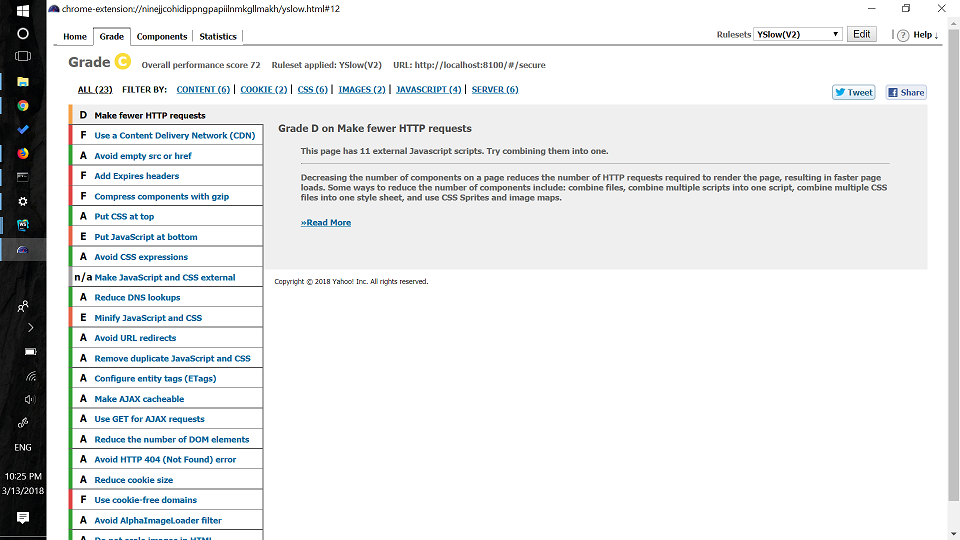 chrome-extension://ninejjcohidippngpapiilnmkgllmakh/yslow.html#12
Home Grade Components Statistics Rulesets YSlow(V2) Edit Help ↓
Grade C Overall performance score 72 Ruleset applied: YSlow(V2) URL: http://localhost:8100/#/secure
ALL (23) FILTER BY: CONTENT (6) | COOKIE (2) | CSS (6) | IMAGES (2) | JAVASCRIPT (4) | SERVER (6) Tweet Share
D Make fewer HTTP requests
F Use a Content Delivery Network (CDN)
A Avoid empty src or href
F Add Expires headers
F Compress components with gzip
A Put CSS at top
E Put JavaScript at bottom
A Avoid CSS expressions
n/a Make JavaScript and CSS external
A Reduce DNS lookups
E Minify JavaScript and CSS
A Avoid URL redirects
A Remove duplicate JavaScript and CSS
A Configure entity tags (ETags)
A Make AJAX cacheable
A Use GET for AJAX requests
A Reduce the number of DOM elements
A Avoid HTTP 404 (Not Found) error
A Reduce cookie size
F Use cookie-free domains
A Avoid AlphaImageLoader filter
A Do not scale images in HTML
Grade D on Make fewer HTTP requests
This page has 11 external Javascript scripts. Try combining them into one.
Decreasing the number of components on a page reduces the number of HTTP requests required to render the page, resulting in faster page
loads. Some ways to reduce the number of components include: combine files, combine multiple scripts into one script, combine multiple CSS
files into one style sheet, and use CSS Sprites and image maps.
»Read More
Copyright © 2018 Yahoo! Inc. All rights reserved.
ENG
10:25 PM
3/13/2018